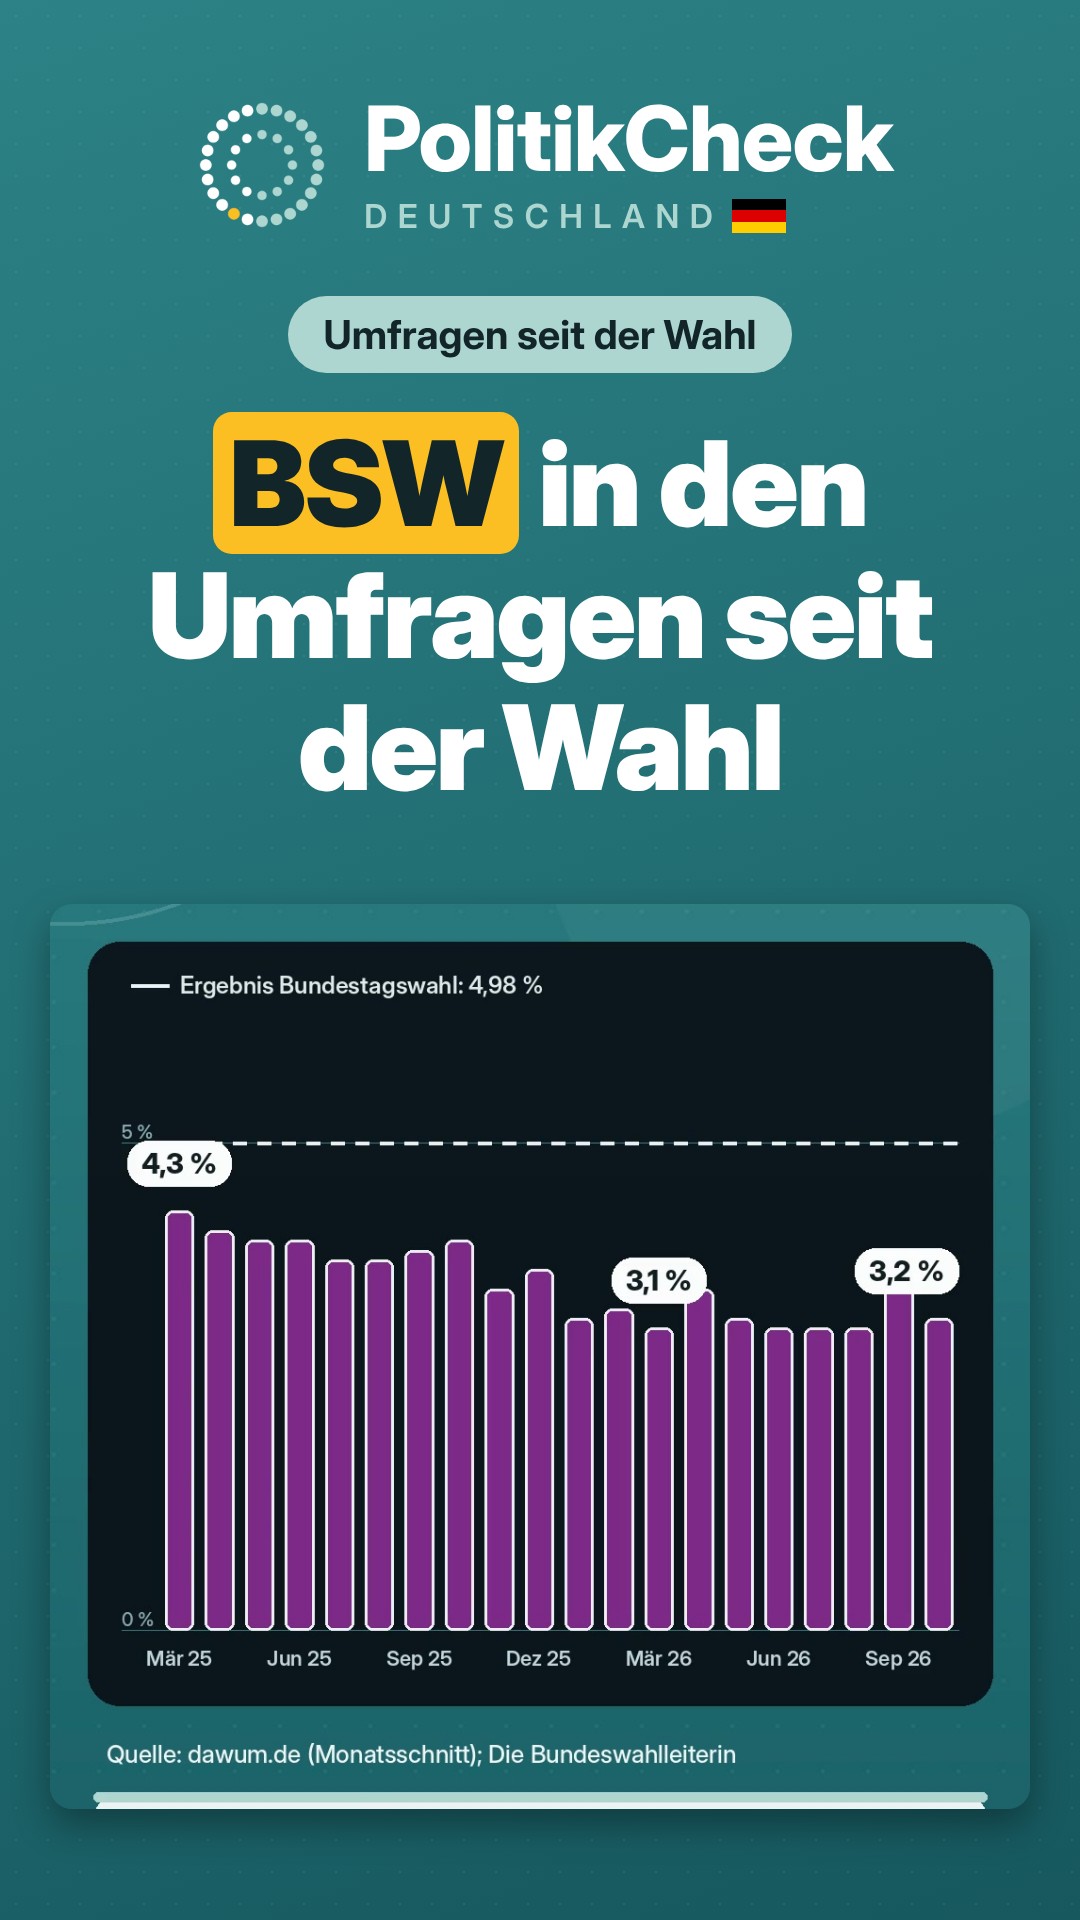 PolitikCheck
DEUTSCHLAND
Umfragen seit der Wahl
BSW in den
Umfragen seit
der Wahl
Ergebnis Bundestagswahl: 4,98 %
5 %
4,3 %
3,1 %
3,2 %
0 %
Mär 25 Jun 25 Sep 25 Dez 25 Mär 26 Jun 26 Sep 26
Quelle: dawum.de (Monatsschnitt); Die Bundeswahlleiterin